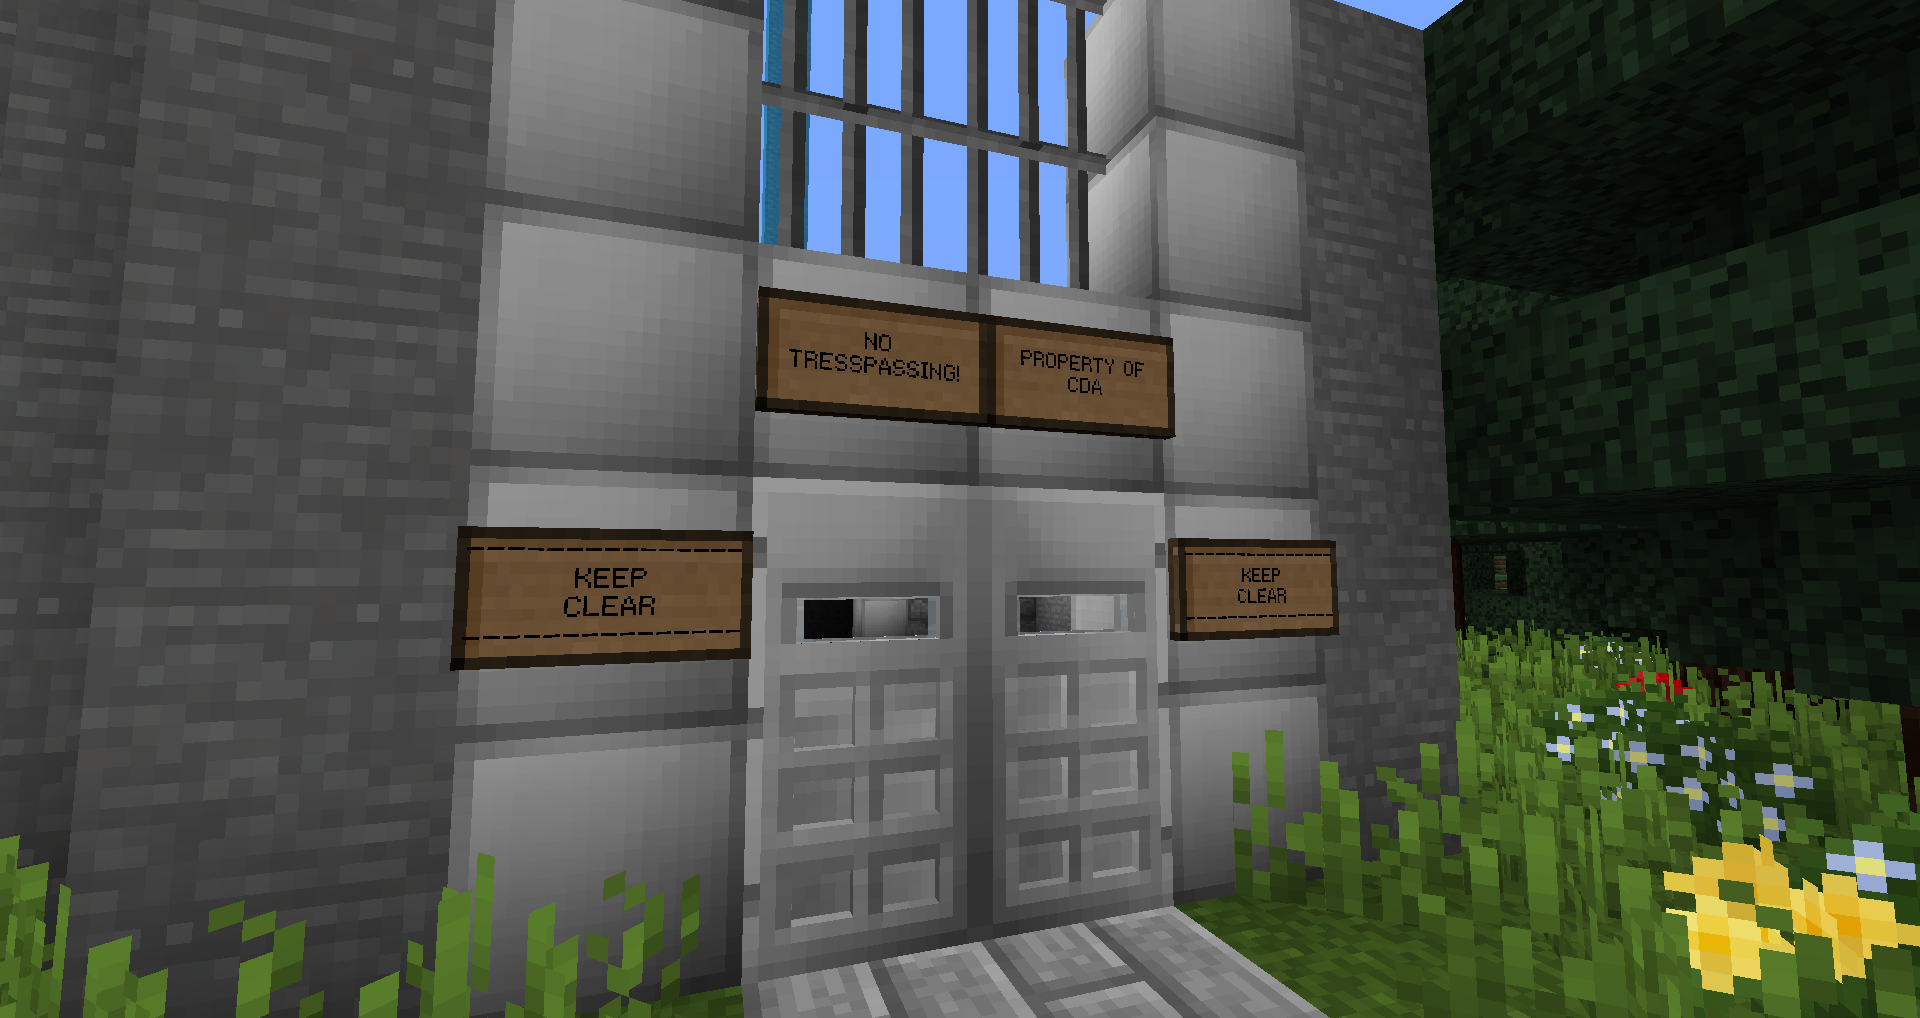 NO
TRESSPASSING!
PROPERTY OF
CDA
KEEP
CLEAR
KEEP
CLEAR